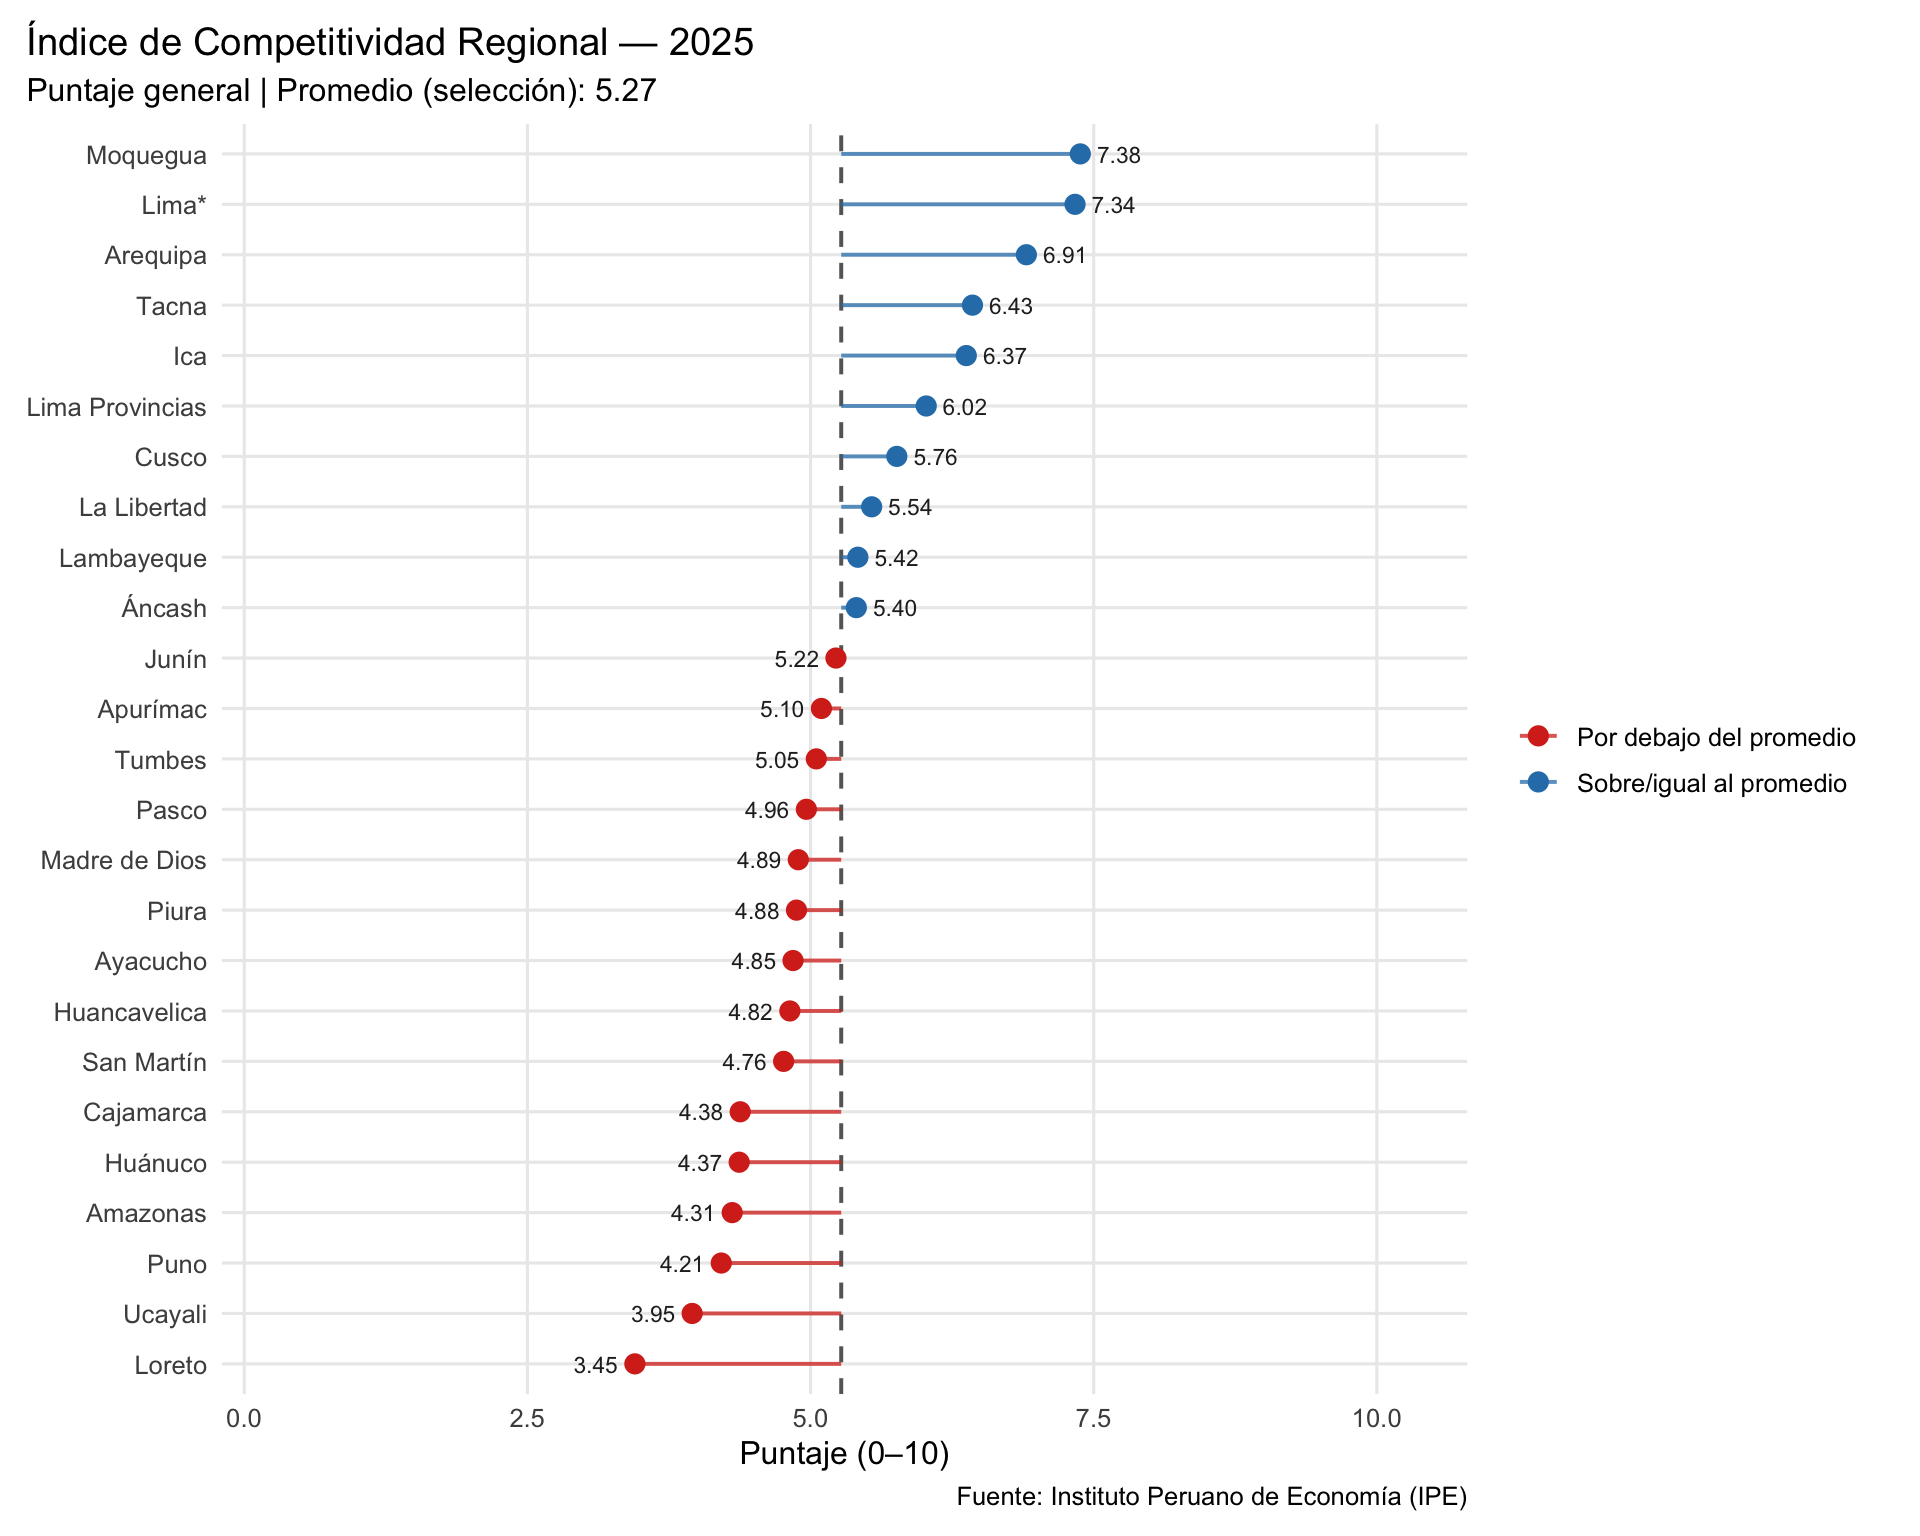 Índice de Competitividad Regional — 2025
Puntaje general | Promedio (selección): 5.27
Moquegua 7.38
Lima* 7.34
Arequipa 6.91
Tacna 6.43
Ica 6.37
Lima Provincias 6.02
Cusco 5.76
La Libertad 5.54
Lambayeque 5.42
Áncash 5.40
Junín 5.22
Apurímac 5.10
Tumbes 5.05
Pasco 4.96
Madre de Dios 4.89
Piura 4.88
Ayacucho 4.85
Huancavelica 4.82
San Martín 4.76
Cajamarca 4.38
Huánuco 4.37
Amazonas 4.31
Puno 4.21
Ucayali 3.95
Loreto 3.45
0.0 2.5 5.0 7.5 10.0
Puntaje (0–10)
Por debajo del promedio
Sobre/igual al promedio
Fuente: Instituto Peruano de Economía (IPE)